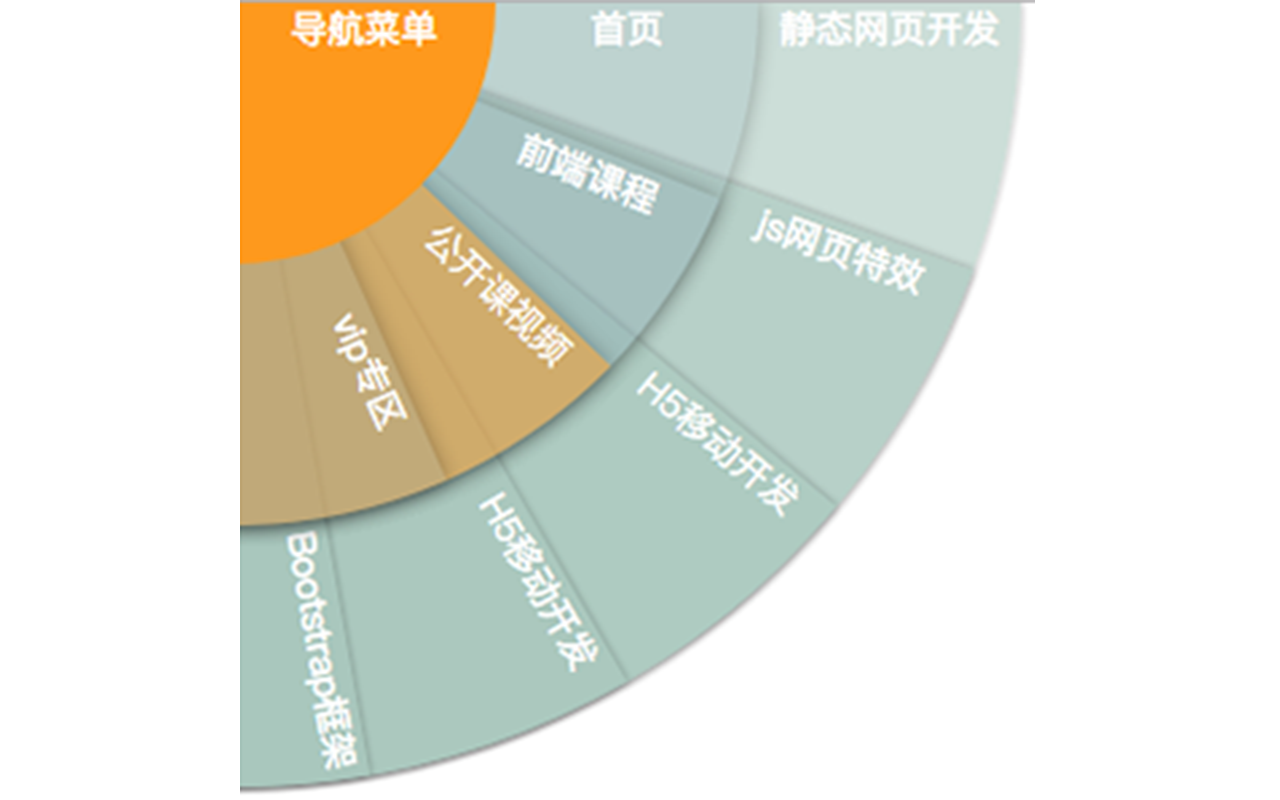 导航菜单
首页
静态网页开发
前端课程
js网页特效
公开课视频
H5移动开发
vip专区
H5移动开发
Bootstrap框架